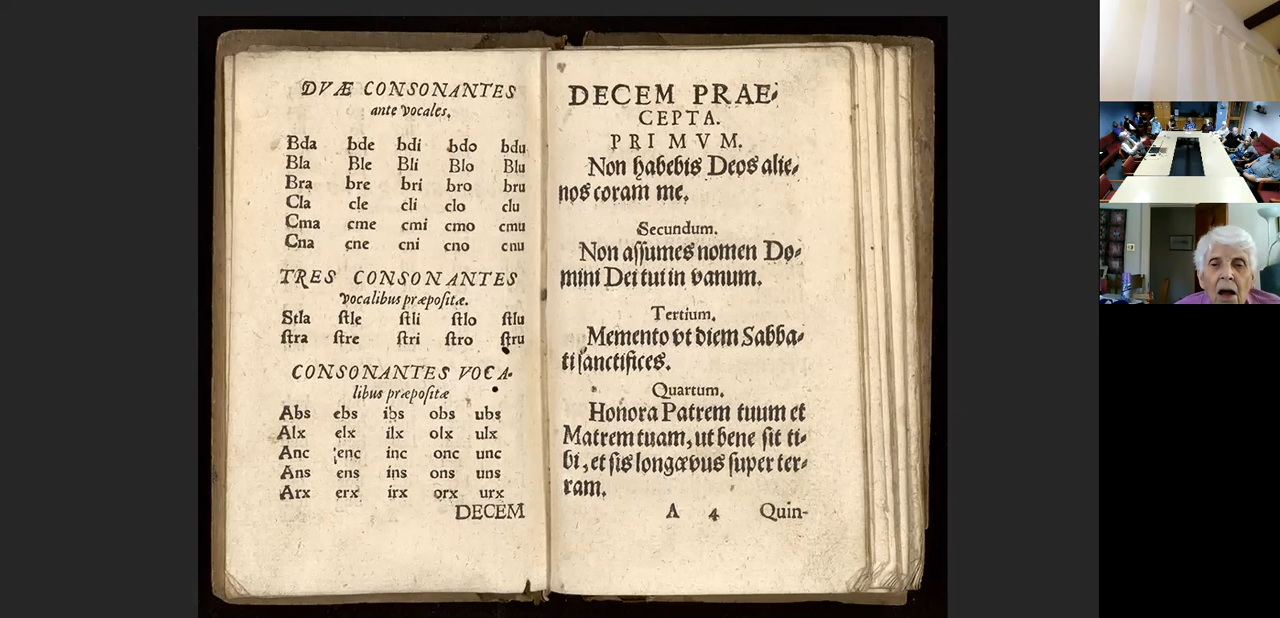 DVÆ CONSONANTES
ante vocales.
Bda bde bdi bdo bdu
Bla Ble Bli Blo Blu
Bra bre bri bro bru
Cla cle cli clo clu
Cma cme cmi cmo cmu
Cna cne cni cno cnu
TRES CONSONANTES
vocalibus præpoſitæ.
Stla ſtle ſtli ſtlo ſtlu
ſtra ſtre ſtri ſtro ſtru
CONSONANTES VOCA-
libus præpoſitæ
Abs ebs ibs obs ubs
Alx elx ilx olx ulx
Anc enc inc onc unc
Ans ens ins ons uns
Arx erx irx orx urx
DECEM
DECEM PRAE-
CEPTA.
PRIMVM.
Non habebis Deos alie-
nos coram me.
Secundum.
Non aſſumes nomen Do-
mini Dei tui in vanum.
Tertium.
Memento vt diem Sabba-
ti ſanctifices.
Quartum.
Honora Patrem tuum et
Matrem tuam, ut bene ſit ti-
bi, et ſis longævus ſuper ter-
ram.
A 4 Quin-